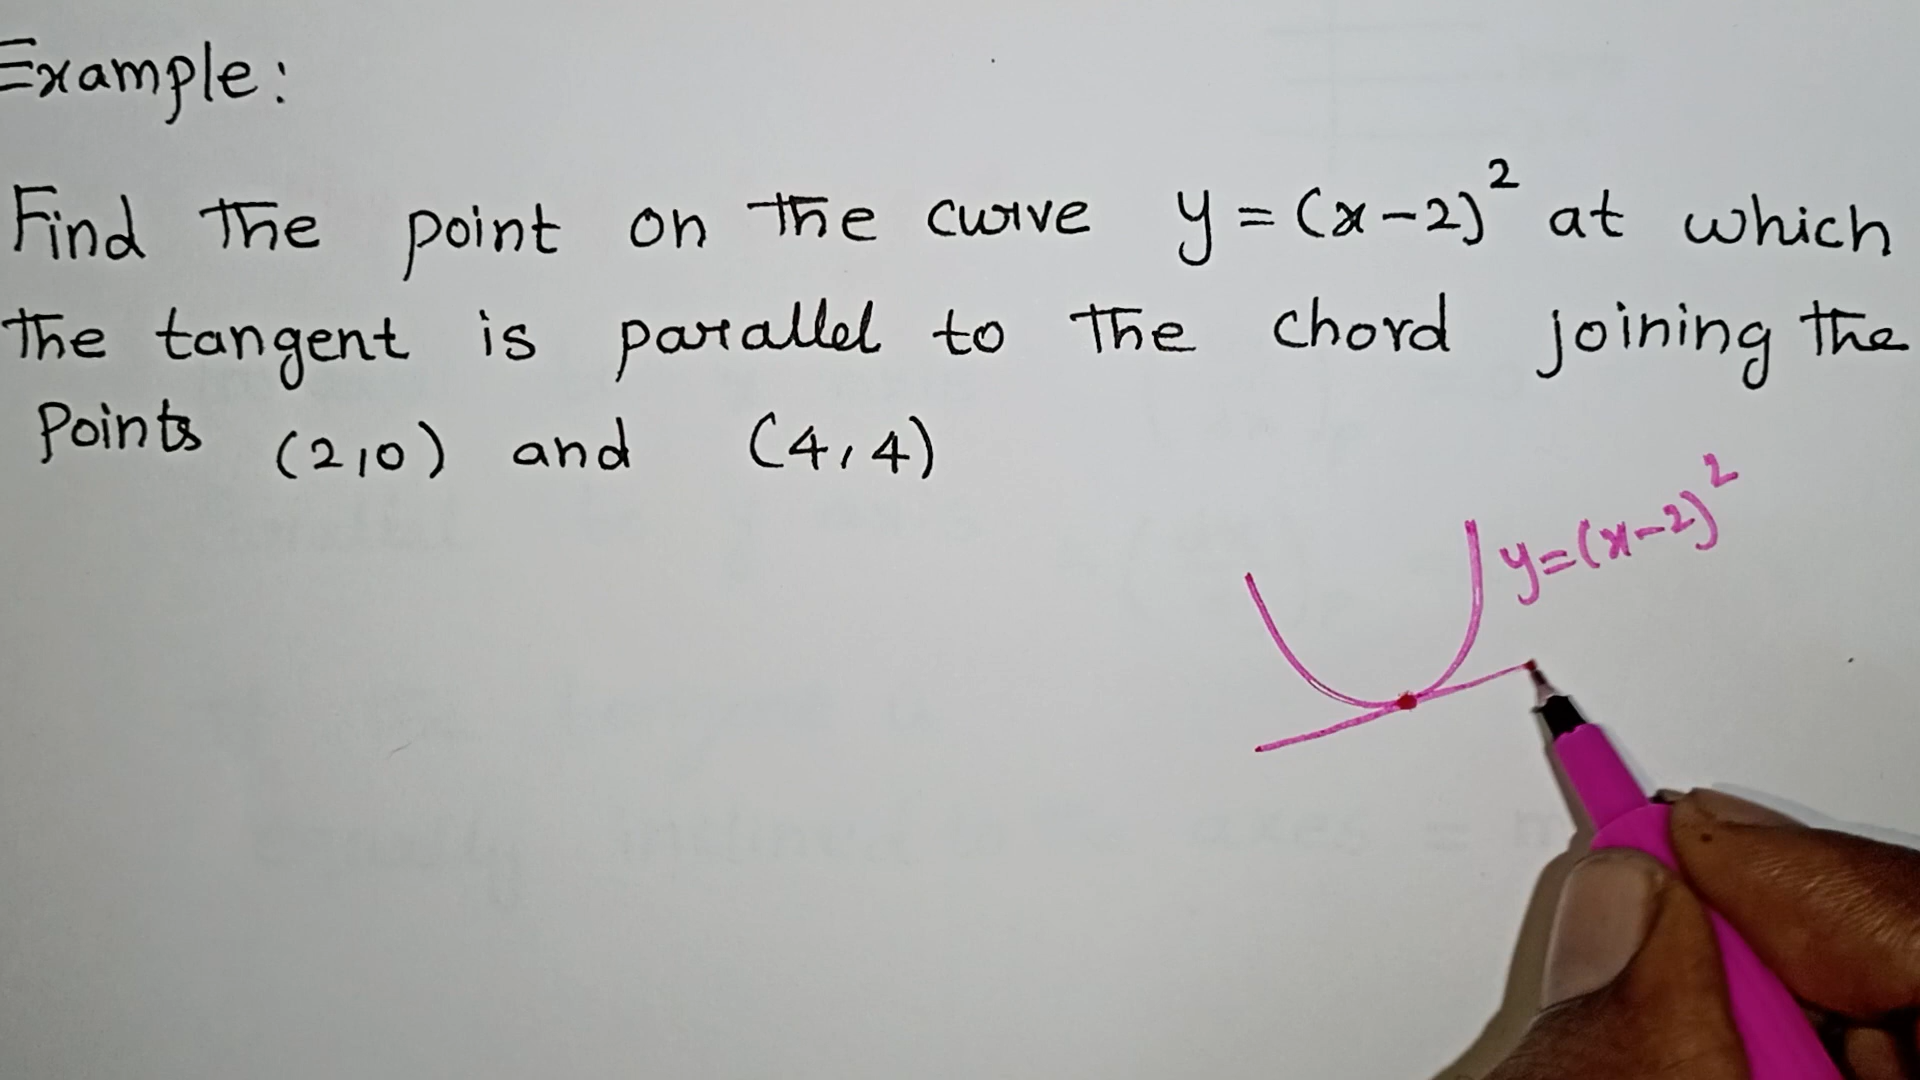 Example:
Find the point on the curve y = (x-2)² at which
the tangent is parallel to the chord joining the
Points (2,0) and (4,4)
y=(x-2)²